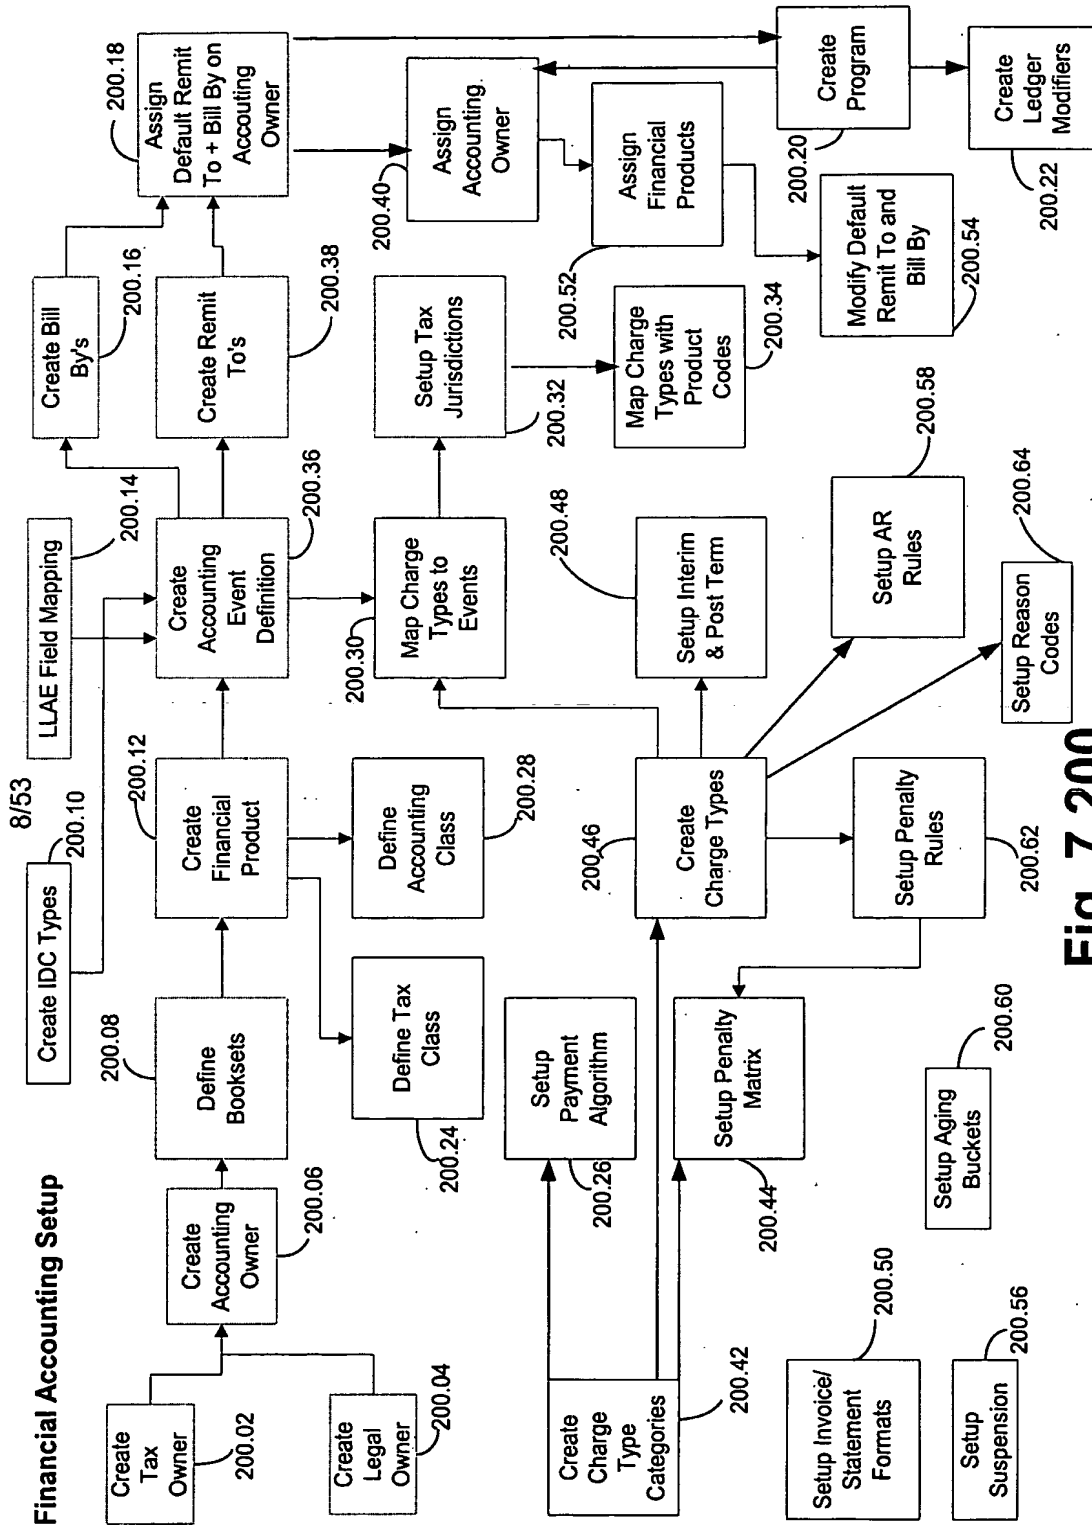 8/53
Financial Accounting Setup
Create
Tax
Owner
200.02
Create
Legal
Owner
200.04
Create
Accounting
Owner
200.06
Define
Booksets
200.08
Create IDC Types
200.10
Create
Financial
Product
200.12
LLAE Field Mapping
200.14
Create
Accounting
Event
Definition
200.36
Create Bill
By's
200.16
Create Remit
To's
200.38
Assign
Default Remit
To + Bill By on
Accouting
Owner
200.18
Define Tax
Class
200.24
Define
Accounting
Class
200.28
Map Charge
Types to
Events
200.30
Setup Tax
Jurisdictions
200.32
Assign
Accounting
Owner
200.40
Setup
Payment
Algorithm
200.26
Create
Charge Types
200.46
Setup Interim
& Post Term
200.48
Map Charge
Types with
Product
Codes
200.34
Assign
Financial
Products
200.52
Create
Charge
Type
Categories
200.42
Setup Penalty
Matrix
200.44
Setup Penalty
Rules
200.62
Setup AR
Rules
200.58
Modify Default
Remit To and
Bill By
200.54
Create
Program
200.20
Setup Invoice/
Statement
Formats
200.50
Setup
Suspension
200.56
Setup Aging
Buckets
200.60
Setup Reason
Codes
200.64
Create
Ledger
Modifiers
200.22
Fig. 7 200